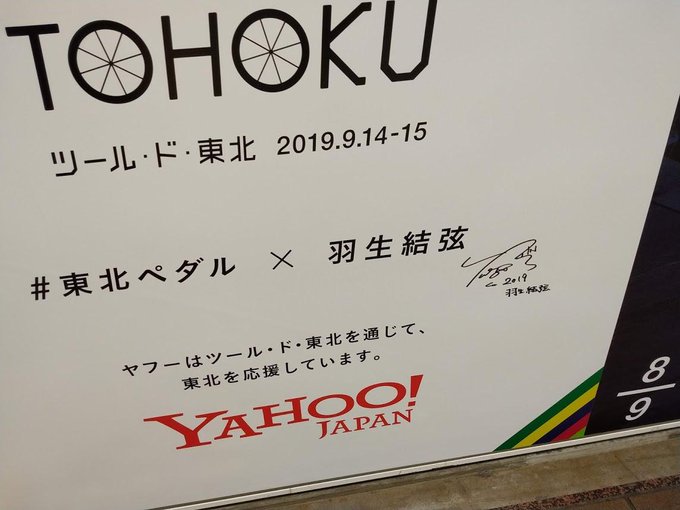 TOHOKU
ツール・ド・東北 2019.9.14-15
#東北ペダル × 羽生結弦
2019
羽生結弦
ヤフーはツール・ド・東北を通じて、
東北を応援しています。
YAHOO!
JAPAN
8/9